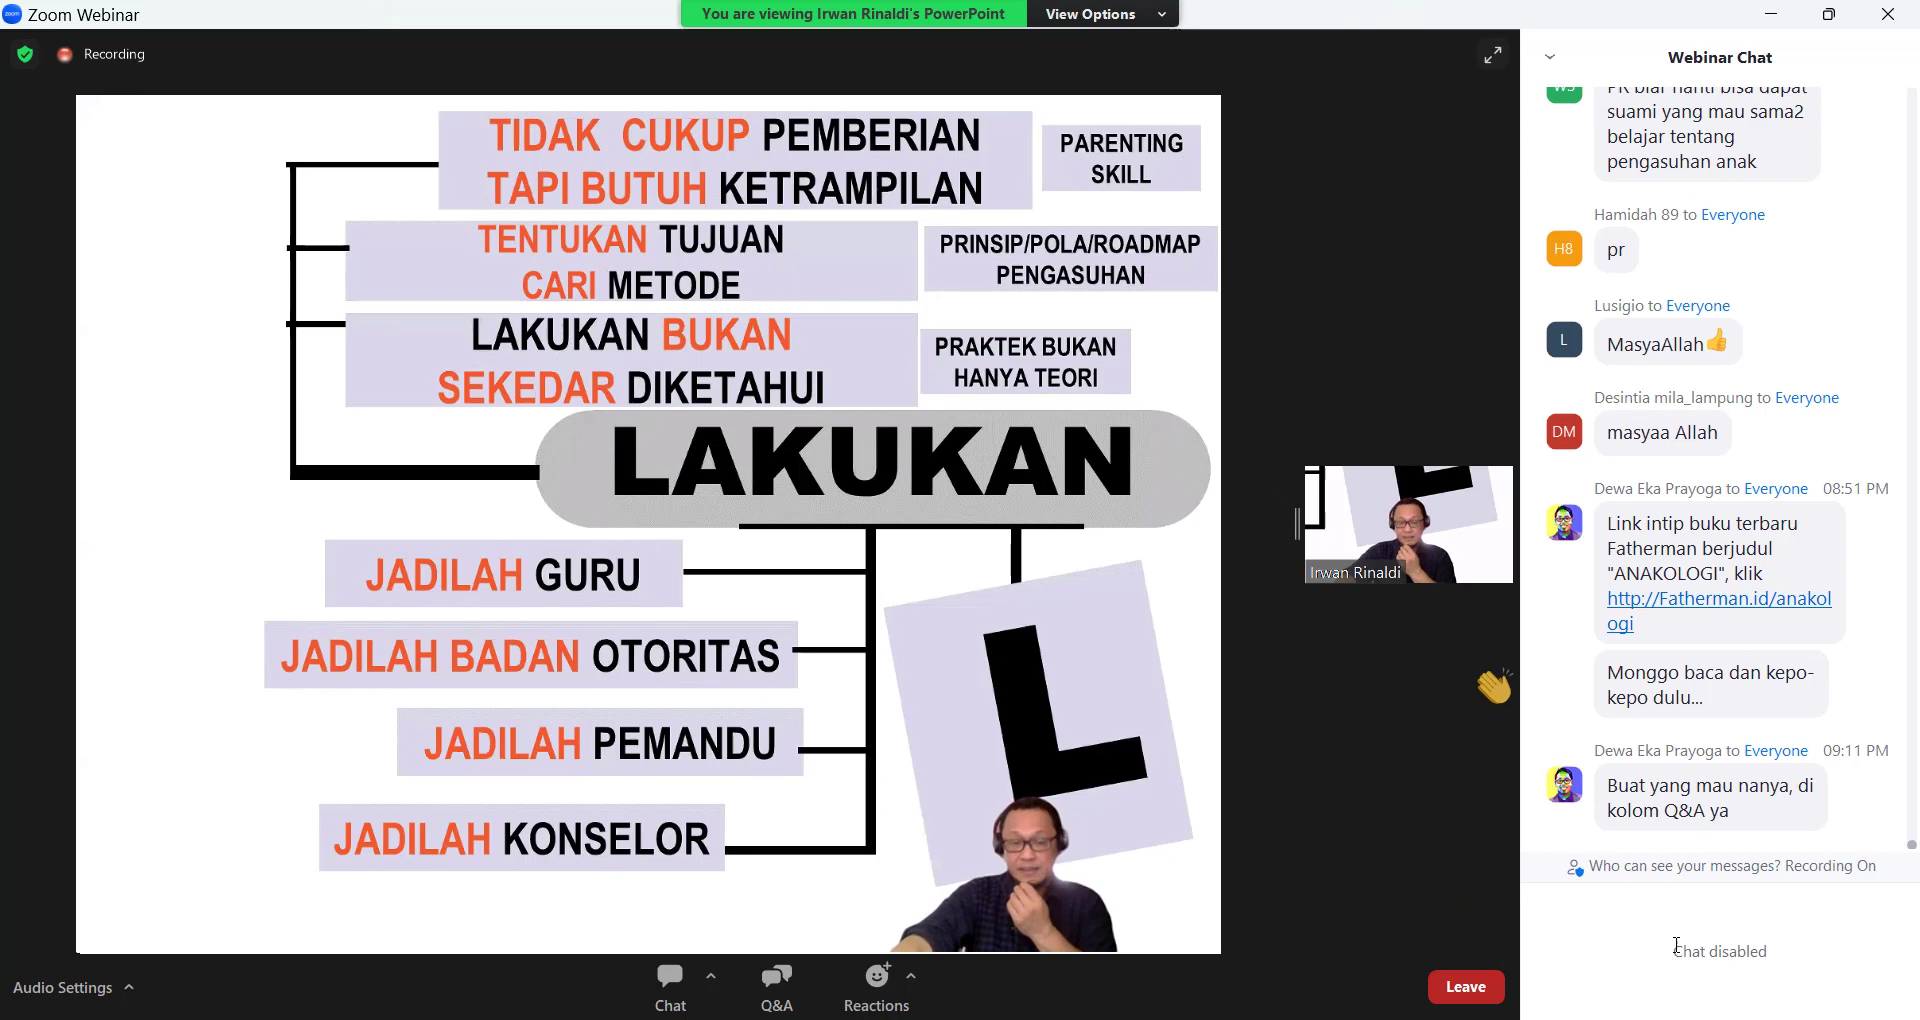 Zoom Webinar
You are viewing Irwan Rinaldi's PowerPoint
View Options
Recording
TIDAK CUKUP PEMBERIAN
TAPI BUTUH KETRAMPILAN
PARENTING
SKILL
TENTUKAN TUJUAN
CARI METODE
PRINSIP/POLA/ROADMAP
PENGASUHAN
LAKUKAN BUKAN
SEKEDAR DIKETAHUI
PRAKTEK BUKAN
HANYA TEORI
LAKUKAN
JADILAH GURU
JADILAH BADAN OTORITAS
JADILAH PEMANDU
JADILAH KONSELOR
L
Irwan Rinaldi
Webinar Chat
WS
PR biar nanti bisa dapat
suami yang mau sama2
belajar tentang
pengasuhan anak
Hamidah 89 to Everyone
H8
pr
Lusigio to Everyone
L
MasyaAllah👍
Desintia mila_lampung to Everyone
DM
masyaa Allah
Dewa Eka Prayoga to Everyone 08:51 PM
Link intip buku terbaru
Fatherman berjudul
"ANAKOLOGI", klik
http://Fatherman.id/anakol
ogi
Monggo baca dan kepo-
kepo dulu...
Dewa Eka Prayoga to Everyone 09:11 PM
Buat yang mau nanya, di
kolom Q&A ya
Who can see your messages? Recording On
Chat disabled
Audio Settings
Chat
Q&A
Reactions
Leave